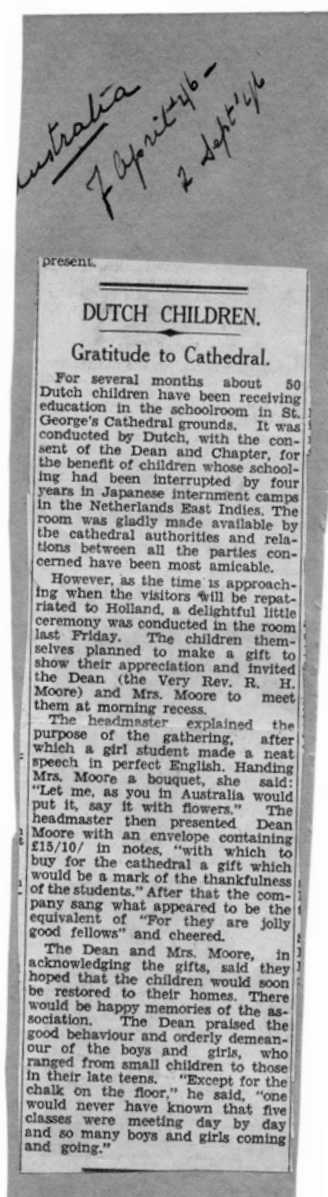 Australia
7 April '46 –
2 Sept '46
present.
DUTCH CHILDREN.
Gratitude to Cathedral.
For several months about 50
Dutch children have been receiving
education in the schoolroom in St.
George's Cathedral grounds. It was
conducted by Dutch, with the con-
sent of the Dean and Chapter, for
the benefit of children whose school-
ing had been interrupted by four
years in Japanese internment camps
in the Netherlands East Indies. The
room was gladly made available by
the cathedral authorities and rela-
tions between all the parties con-
cerned have been most amicable.
However, as the time is approach-
ing when the visitors will be repat-
riated to Holland, a delightful little
ceremony was conducted in the room
last Friday. The children them-
selves planned to make a gift to
show their appreciation and invited
the Dean (the Very Rev. R. H.
Moore) and Mrs. Moore to meet
them at morning recess.
The headmaster explained the
purpose of the gathering, after
which a girl student made a neat
speech in perfect English. Handing
Mrs. Moore a bouquet, she said:
"Let me, as you in Australia would
put it, say it with flowers." The
headmaster then presented Dean
Moore with an envelope containing
£15/10/ in notes, "with which to
buy for the cathedral a gift which
would be a mark of the thankfulness
of the students." After that the com-
pany sang what appeared to be the
equivalent of "For they are jolly
good fellows" and cheered.
The Dean and Mrs. Moore, in
acknowledging the gifts, said they
hoped that the children would soon
be restored to their homes. There
would be happy memories of the as-
sociation. The Dean praised the
good behaviour and orderly demean-
our of the boys and girls, who
ranged from small children to those
in their late teens. "Except for the
chalk on the floor," he said, "one
would never have known that five
classes were meeting day by day
and so many boys and girls coming
and going."